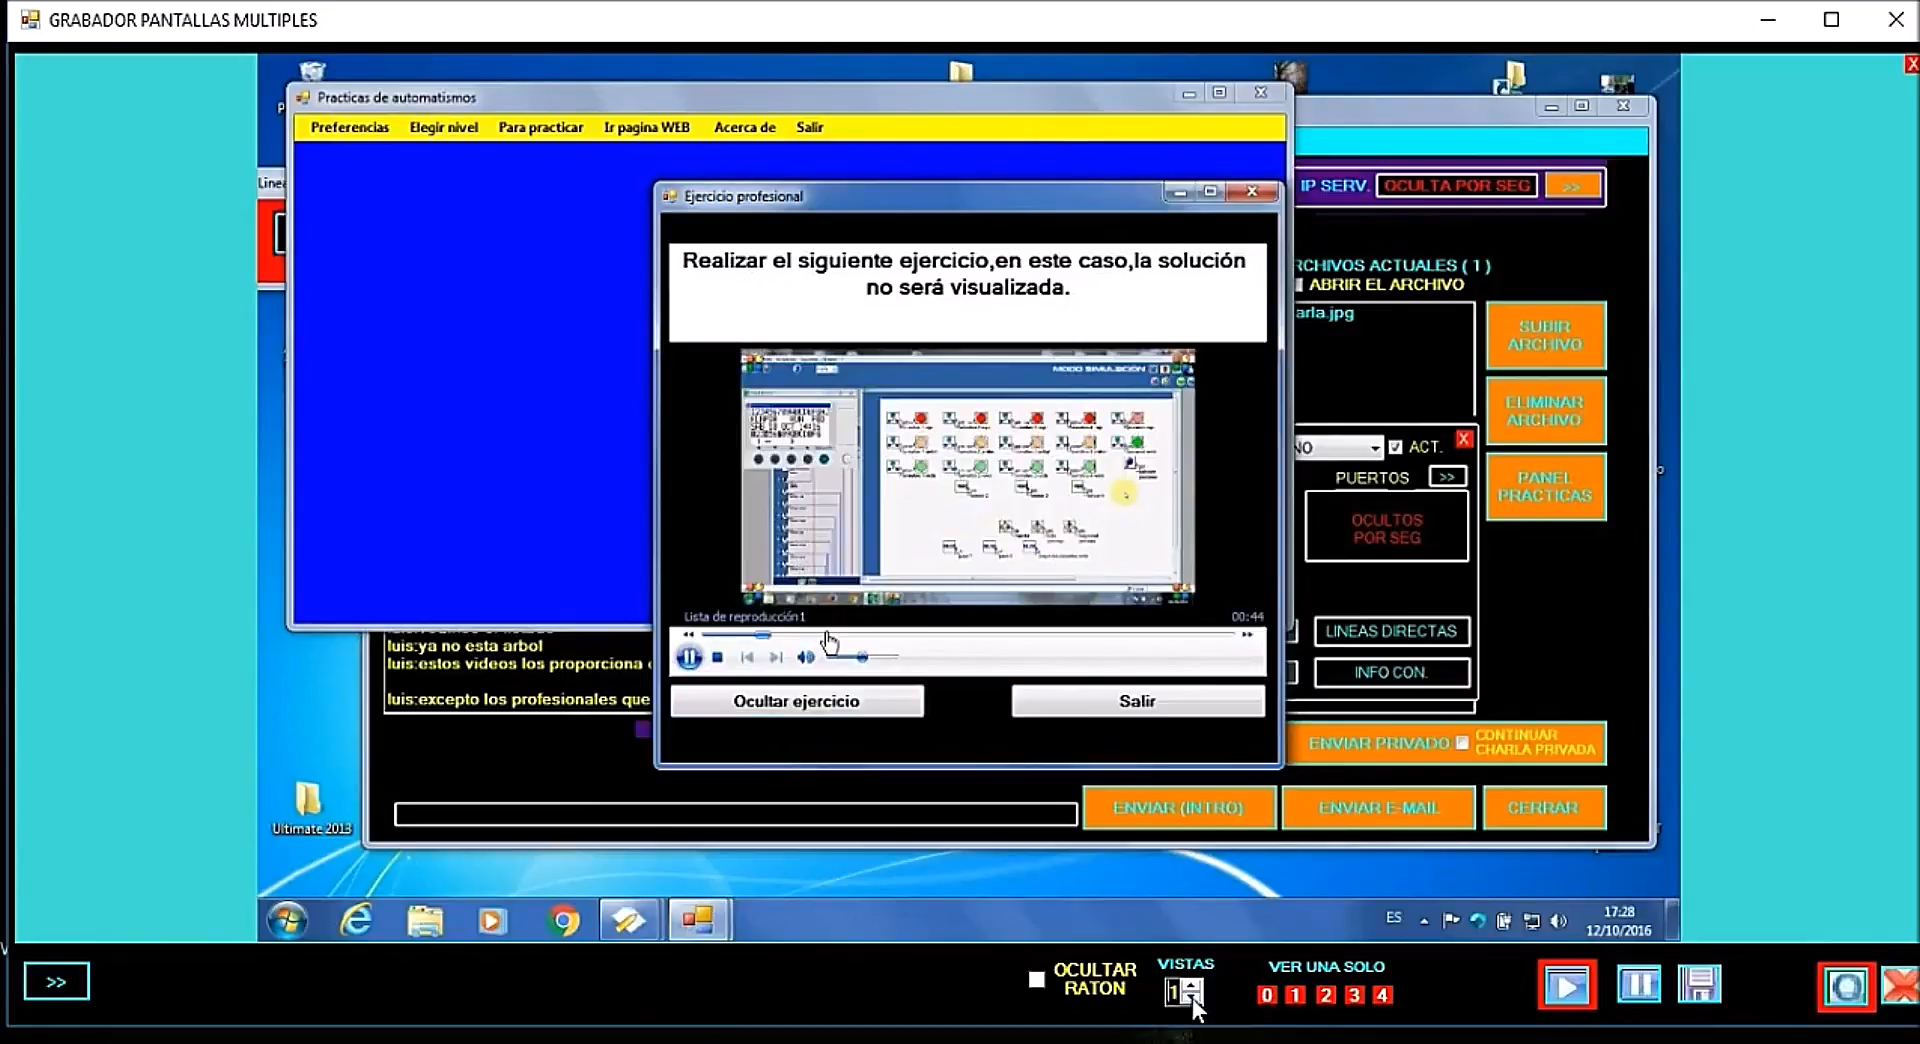 GRABADOR PANTALLAS MULTIPLES
Practicas de automatismos
Preferencias Elegir nivel Para practicar Ir pagina WEB Acerca de Salir
Ejercicio profesional
Realizar el siguiente ejercicio,en este caso,la solución
no será visualizada.
MODO SIMULACIÓN
Lista de reproducción1 00:44
Ocultar ejercicio Salir
IP SERV. OCULTA POR SEG >>
RCHIVOS ACTUALES ( 1 )
ABRIR EL ARCHIVO
arla.jpg
SUBIR
ARCHIVO
ELIMINAR
ARCHIVO
PANEL
PRACTICAS
NO ACT. X
PUERTOS >>
OCULTOS
POR SEG
LINEAS DIRECTAS
INFO CON.
luis:ya no esta arbol
luis:estos videos los proporciona
luis:excepto los profesionales que
ENVIAR PRIVADO
CONTINUAR
CHARLA PRIVADA
ENVIAR (INTRO) ENVIAR E-MAIL CERRAR
Ultimate 2013
ES
17:28
12/10/2016
>>
OCULTAR
RATON
VISTAS
1
VER UNA SOLO
0 1 2 3 4